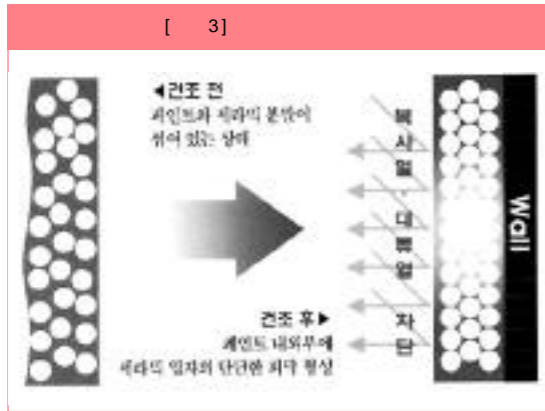 [ 3]
◀건조 전
페인트와 세라믹 분말이
섞여 있는 상태
복사열·대류열 차단
Wall
건조 후▶
페인트 내외부에
세라믹 입자의 단단한 피막 형성